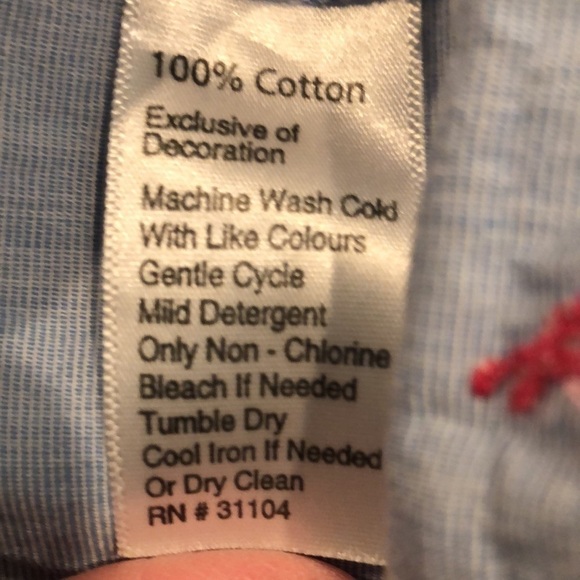 100% Cotton
Exclusive of
Decoration
Machine Wash Cold
With Like Colours
Gentle Cycle
Mild Detergent
Only Non - Chlorine
Bleach If Needed
Tumble Dry
Cool Iron If Needed
Or Dry Clean
RN # 31104